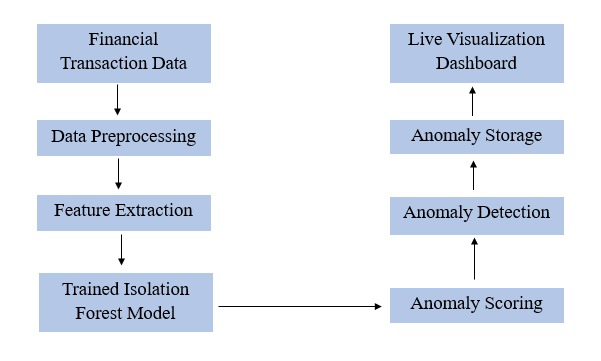 Financial
Transaction Data
Data Preprocessing
Feature Extraction
Trained Isolation
Forest Model
Anomaly Scoring
Anomaly Detection
Anomaly Storage
Live Visualization
Dashboard